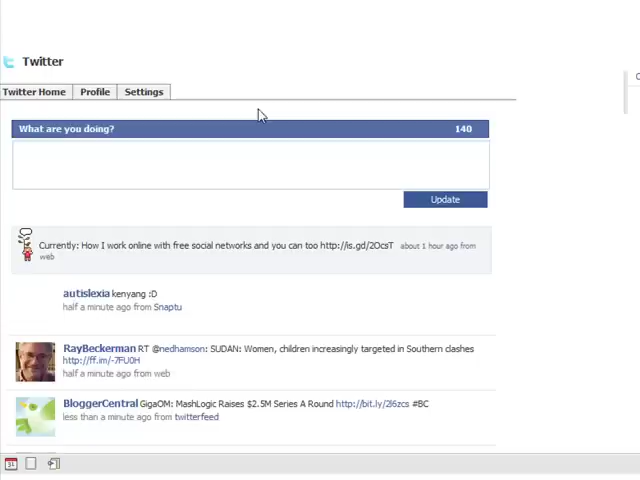 Twitter
Twitter Home Profile Settings
What are you doing? 140
Update
Currently: How I work online with free social networks and you can too http://is.gd/2OcsT about 1 hour ago from
web
autislexia kenyang :D
half a minute ago from Snaptu
RayBeckerman RT @nedhamson: SUDAN: Women, children increasingly targeted in Southern clashes
http://ff.im/-7FU0H
half a minute ago from web
BloggerCentral GigaOM: MashLogic Raises $2.5M Series A Round http://bit.ly/2l6zcs #BC
less than a minute ago from twitterfeed